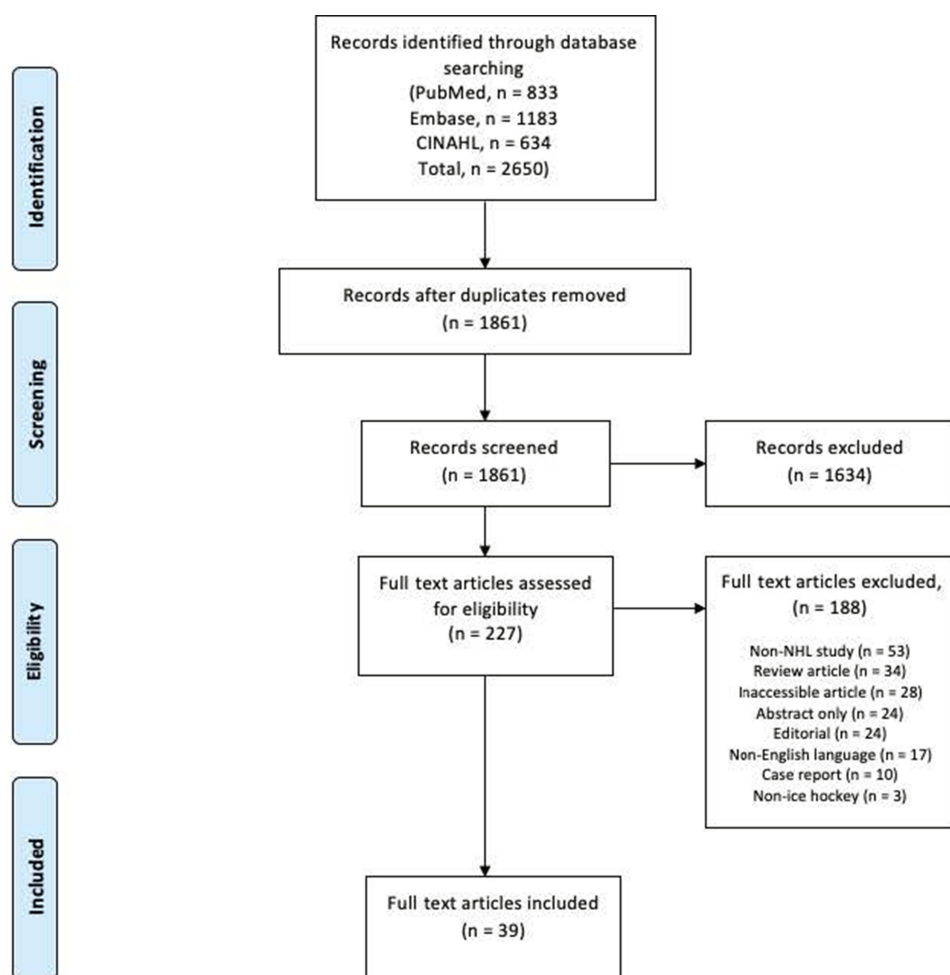 Identification
Records identified through database
searching
(PubMed, n = 833
Embase, n = 1183
CINAHL, n = 634
Total, n = 2650)
Records after duplicates removed
(n = 1861)
Screening
Records screened
(n = 1861)
Records excluded
(n = 1634)
Eligibility
Full text articles assessed
for eligibility
(n = 227)
Full text articles excluded,
(n = 188)
Non-NHL study (n = 53)
Review article (n = 34)
Inaccessible article (n = 28)
Abstract only (n = 24)
Editorial (n = 24)
Non-English language (n = 17)
Case report (n = 10)
Non-ice hockey (n = 3)
Included
Full text articles included
(n = 39)